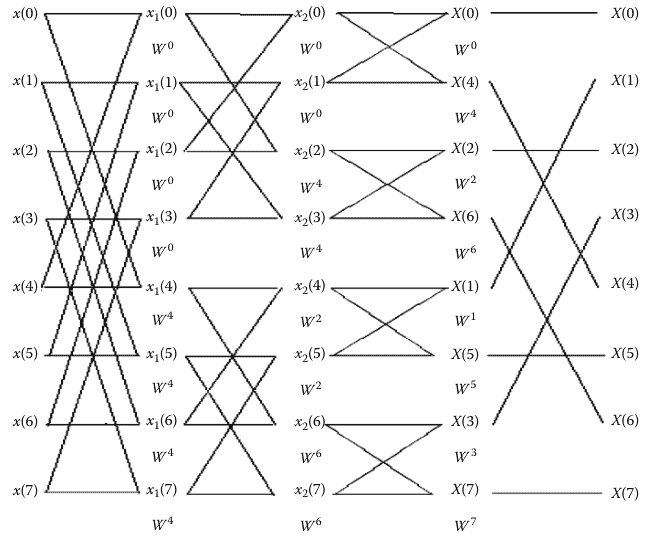 x(0) x₁(0) x₂(0) X(0) X(0)
W⁰ W⁰ W⁰
x(1) x₁(1) x₂(1) X(4) X(1)
W⁰ W⁰ W⁴
x(2) x₁(2) x₂(2) X(2) X(2)
W⁰ W⁴ W²
x(3) x₁(3) x₂(3) X(6) X(3)
W⁰ W⁴ W⁶
x(4) x₁(4) x₂(4) X(1) X(4)
W⁴ W² W¹
x(5) x₁(5) x₂(5) X(5) X(5)
W⁴ W² W⁵
x(6) x₁(6) x₂(6) X(3) X(6)
W⁴ W⁶ W³
x(7) x₁(7) x₂(7) X(7) X(7)
W⁴ W⁶ W⁷